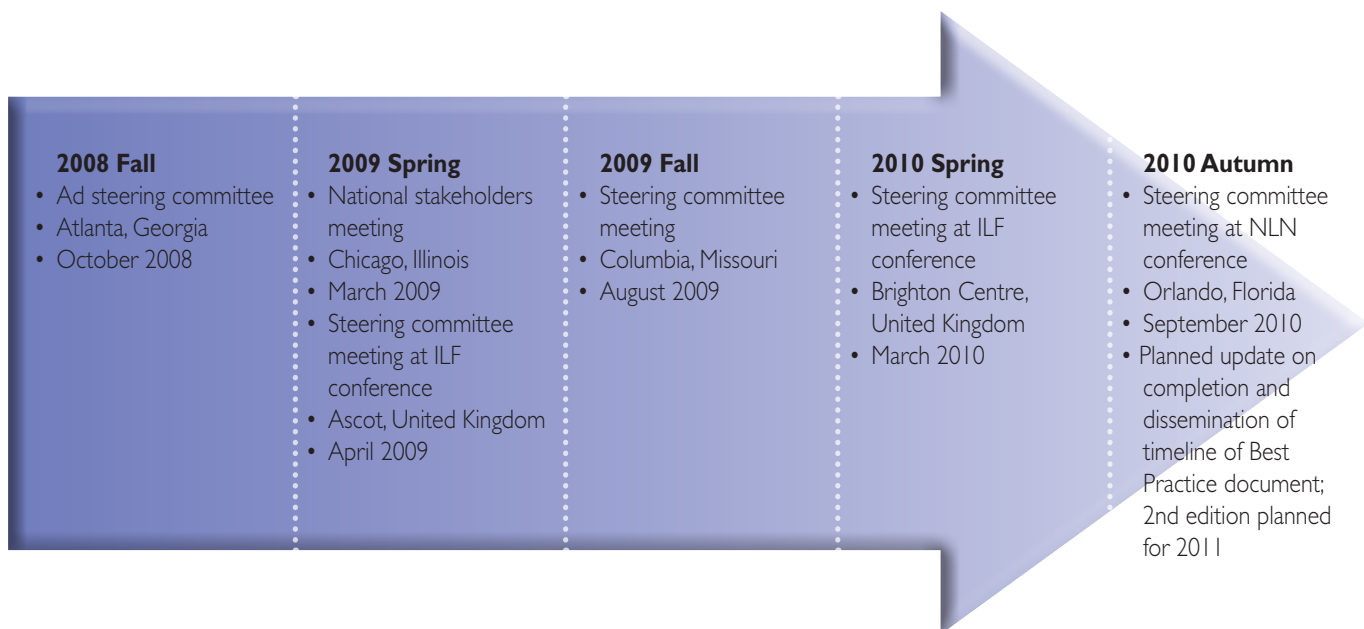 2008 Fall
• Ad steering committee
• Atlanta, Georgia
• October 2008
2009 Spring
• National stakeholders
meeting
• Chicago, Illinois
• March 2009
• Steering committee
meeting at ILF
conference
• Ascot, United Kingdom
• April 2009
2009 Fall
• Steering committee
meeting
• Columbia, Missouri
• August 2009
2010 Spring
• Steering committee
meeting at ILF
conference
• Brighton Centre,
United Kingdom
• March 2010
2010 Autumn
• Steering committee
meeting at NLN
conference
• Orlando, Florida
• September 2010
• Planned update on
completion and
dissemination of
timeline of Best
Practice document;
2nd edition planned
for 2011